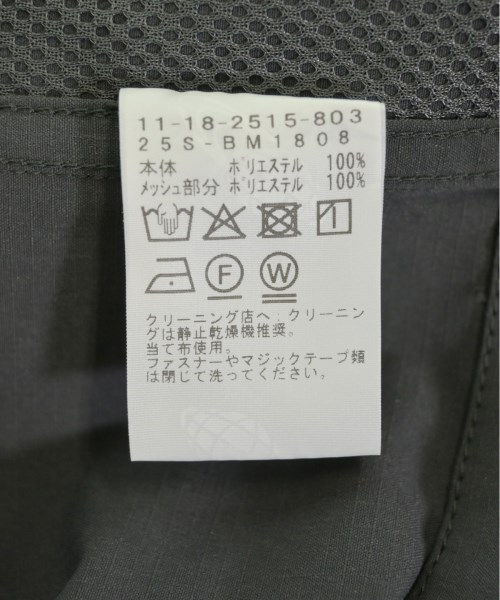 11-18-2515-803
25S-BM1808
本体 ポリエステル 100%
メッシュ部分 ポリエステル 100%
F W
クリーニング店へ:クリーニン
グは静止乾燥機推奨。
当て布使用。
ファスナーやマジックテープ類
は閉じて洗ってください。